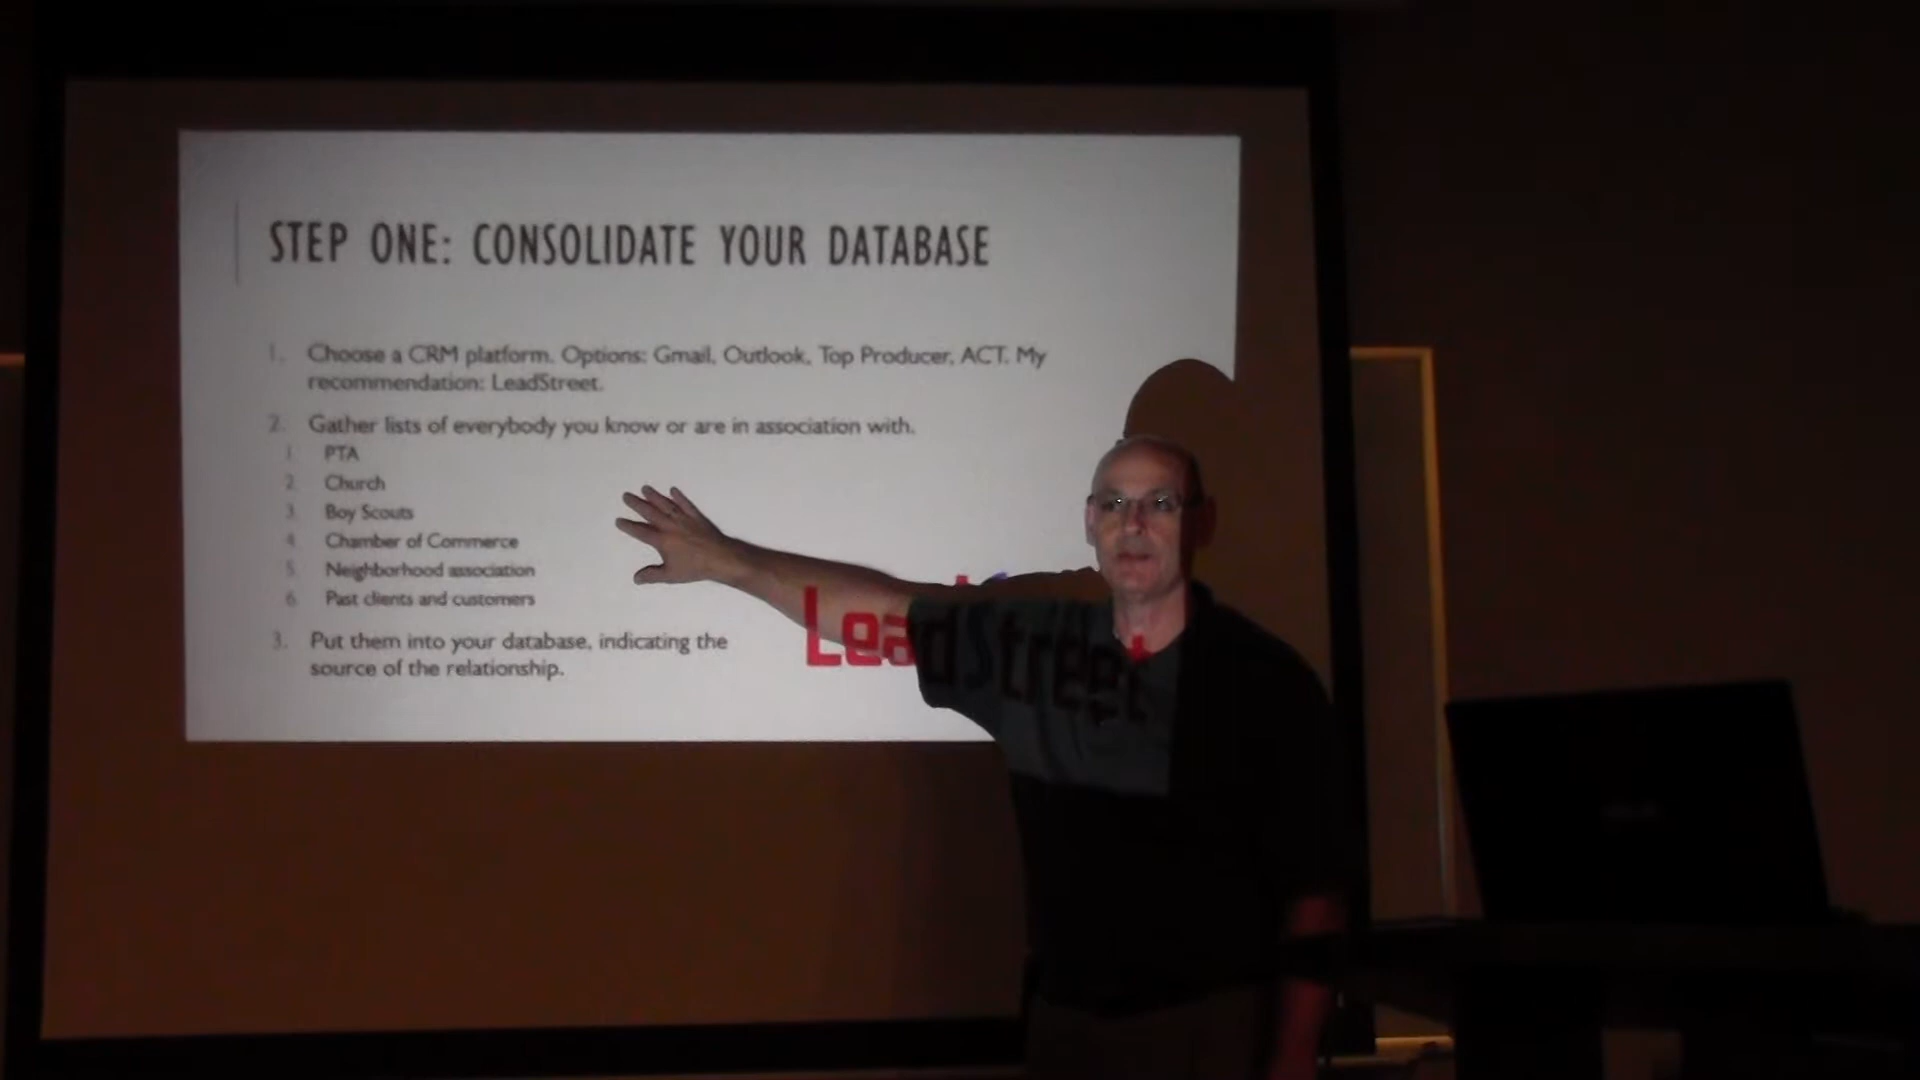 STEP ONE: CONSOLIDATE YOUR DATABASE
1. Choose a CRM platform. Options: Gmail, Outlook, Top Producer, ACT. My
recommendation: LeadStreet.
2. Gather lists of everybody you know or are in association with.
1. PTA
2. Church
3. Boy Scouts
4. Chamber of Commerce
5. Neighborhood association
6. Past clients and customers
3. Put them into your database, indicating the
source of the relationship.
LeadStreet